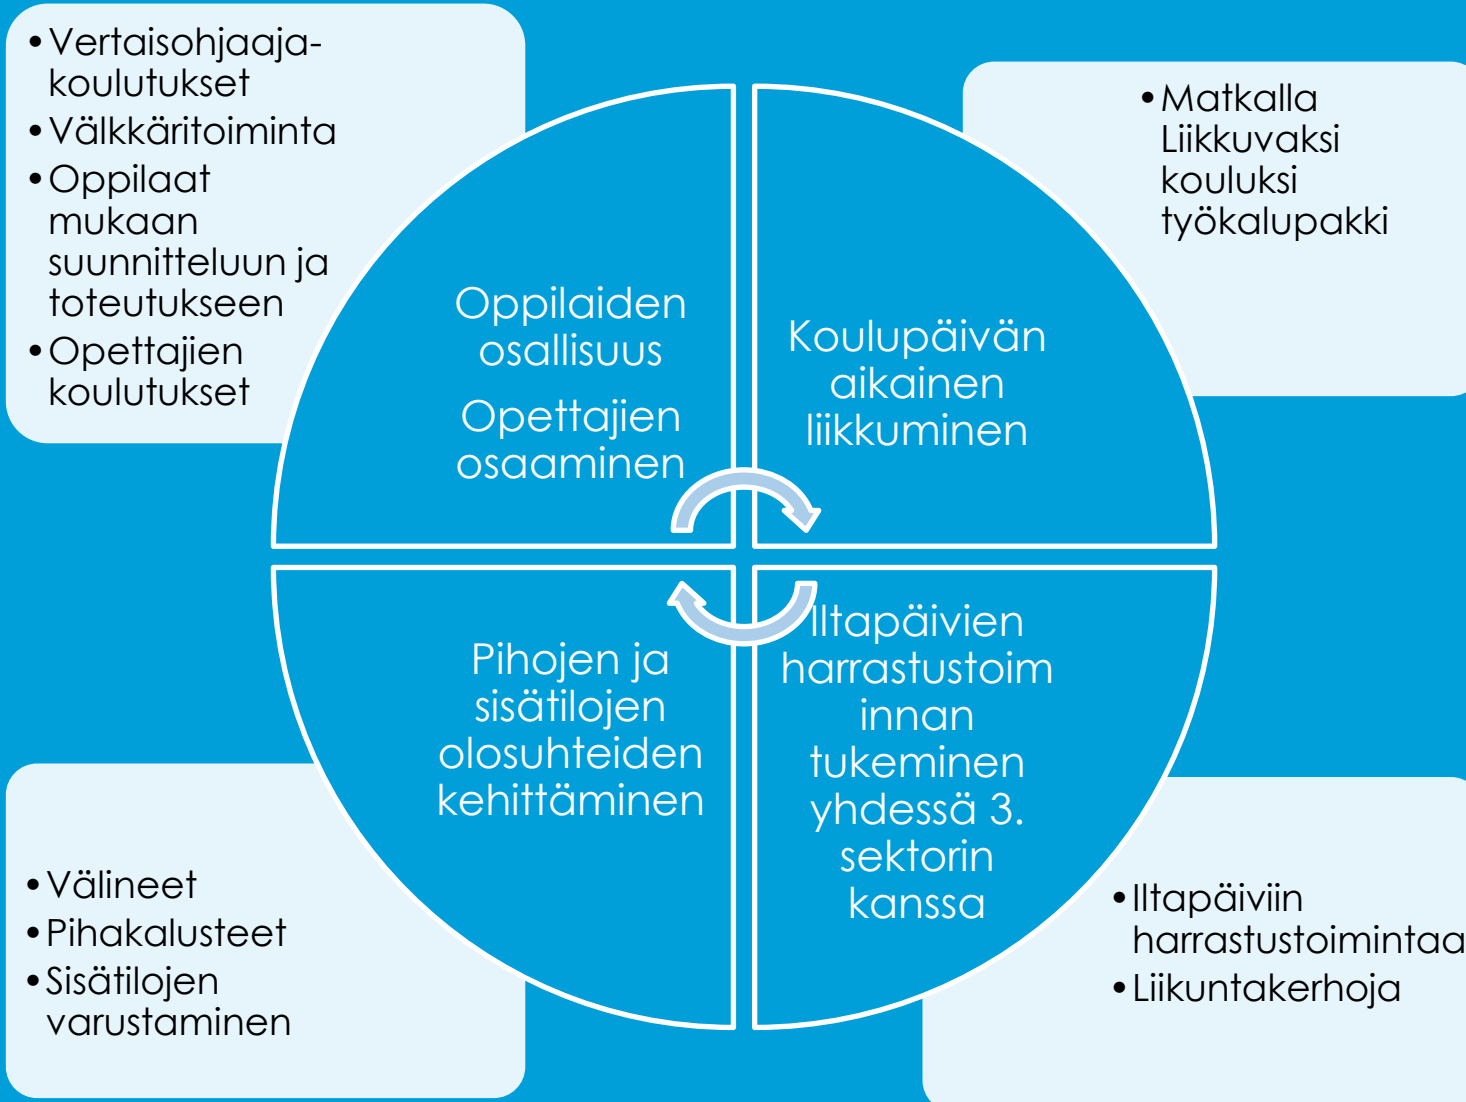 •Vertaisohjaaja-
koulutukset
•Välkkäritoiminta
•Oppilaat
mukaan
suunnitteluun ja
toteutukseen
•Opettajien
koulutukset
Oppilaiden
osallisuus
Opettajien
osaaminen
•Matkalla
Liikkuvaksi
kouluksi
työkalupakki
Koulupäivän
aikainen
liikkuminen
Pihojen ja
sisätilojen
olosuhteiden
kehittäminen
•Välineet
•Pihakalusteet
•Sisätilojen
varustaminen
Iltapäivien
harrastustoim
innan
tukeminen
yhdessä 3.
sektorin
kanssa
•Iltapäiviin
harrastustoimintaa
•Liikuntakerhoja